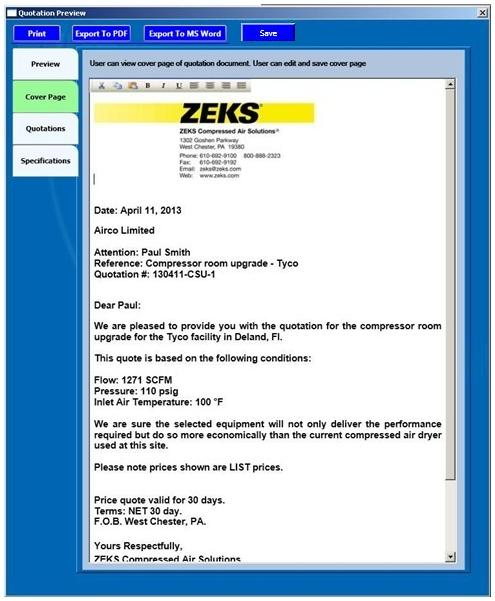 Quotation Preview
Print
Export To PDF
Export To MS Word
Save
Preview
Cover Page
Quotations
Specifications
User can view cover page of quotation document. User can edit and save cover page
B I U
ZEKS
ZEKS Compressed Air Solutions®
1302 Goshen Parkway
West Chester, PA 19380
Phone: 610-692-9100 800-888-2323
Fax: 610-692-9192
Email: zeks@zeks.com
Web: www.zeks.com
Date: April 11, 2013
Airco Limited
Attention: Paul Smith
Reference: Compressor room upgrade - Tyco
Quotation #: 130411-CSU-1
Dear Paul:
We are pleased to provide you with the quotation for the compressor room
upgrade for the Tyco facility in Deland, Fl.
This quote is based on the following conditions:
Flow: 1271 SCFM
Pressure: 110 psig
Inlet Air Temperature: 100 °F
We are sure the selected equipment will not only deliver the performance
required but do so more economically than the current compressed air dryer
used at this site.
Please note prices shown are LIST prices.
Price quote valid for 30 days.
Terms: NET 30 day.
F.O.B. West Chester, PA.
Yours Respectfully,
ZEKS Compressed Air Solutions